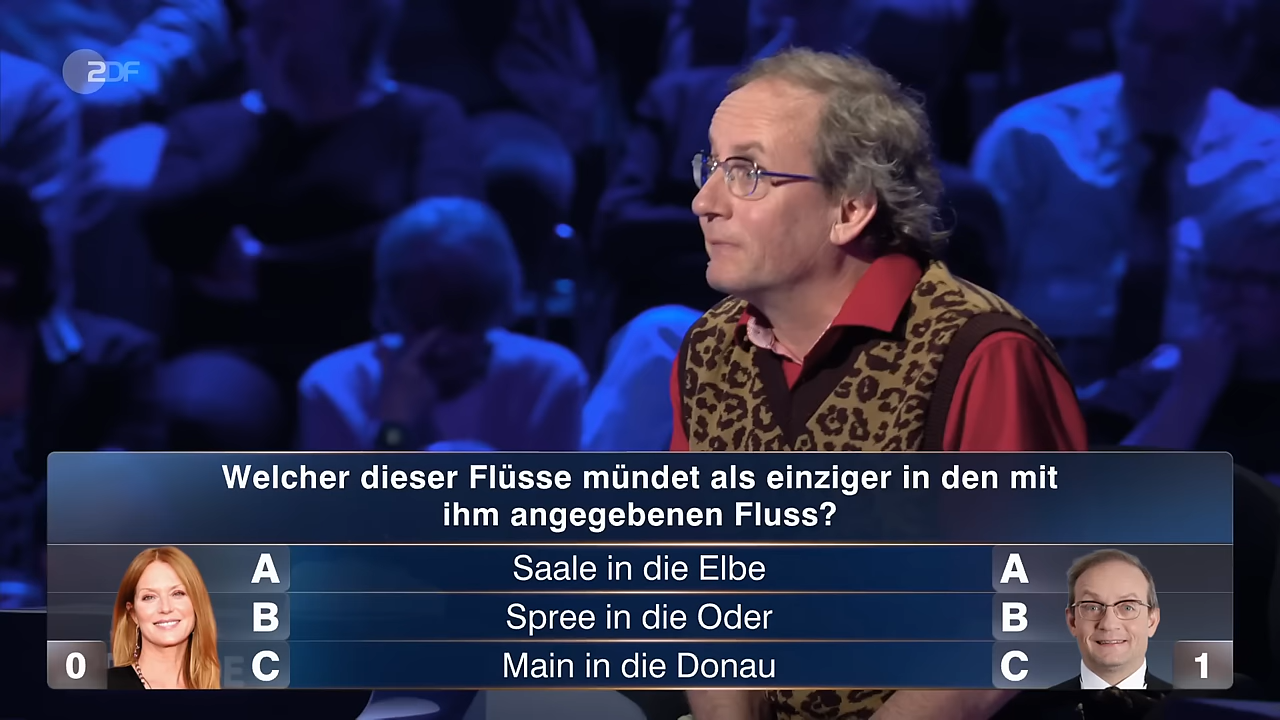 ZDF
Welcher dieser Flüsse mündet als einziger in den mit
ihm angegebenen Fluss?
A Saale in die Elbe A
B Spree in die Oder B
0 C Main in die Donau C 1